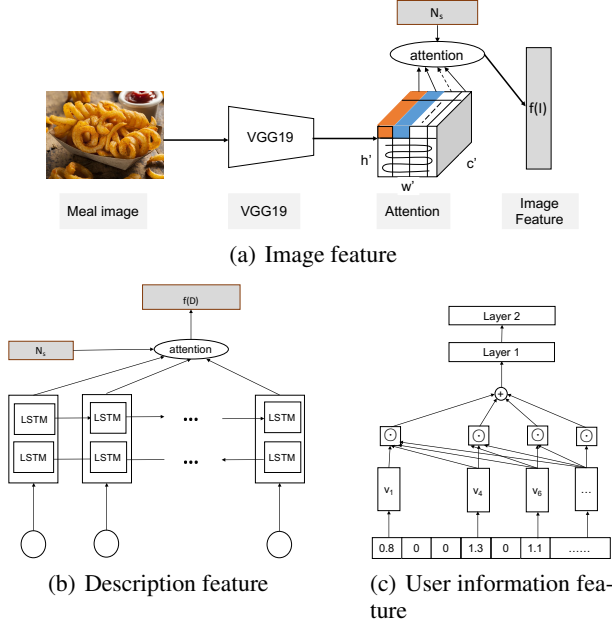 N_s
attention
VGG19
f(I)
h'
c'
w'
Meal image
VGG19
Attention
Image
Feature
(a) Image feature
f(D)
N_s
attention
LSTM LSTM ... LSTM
LSTM LSTM ... LSTM
(b) Description feature
Layer 2
Layer 1
+
v_1 v_4 v_6 ...
0.8 0 0 1.3 0 1.1 ......
(c) User information fea-
ture